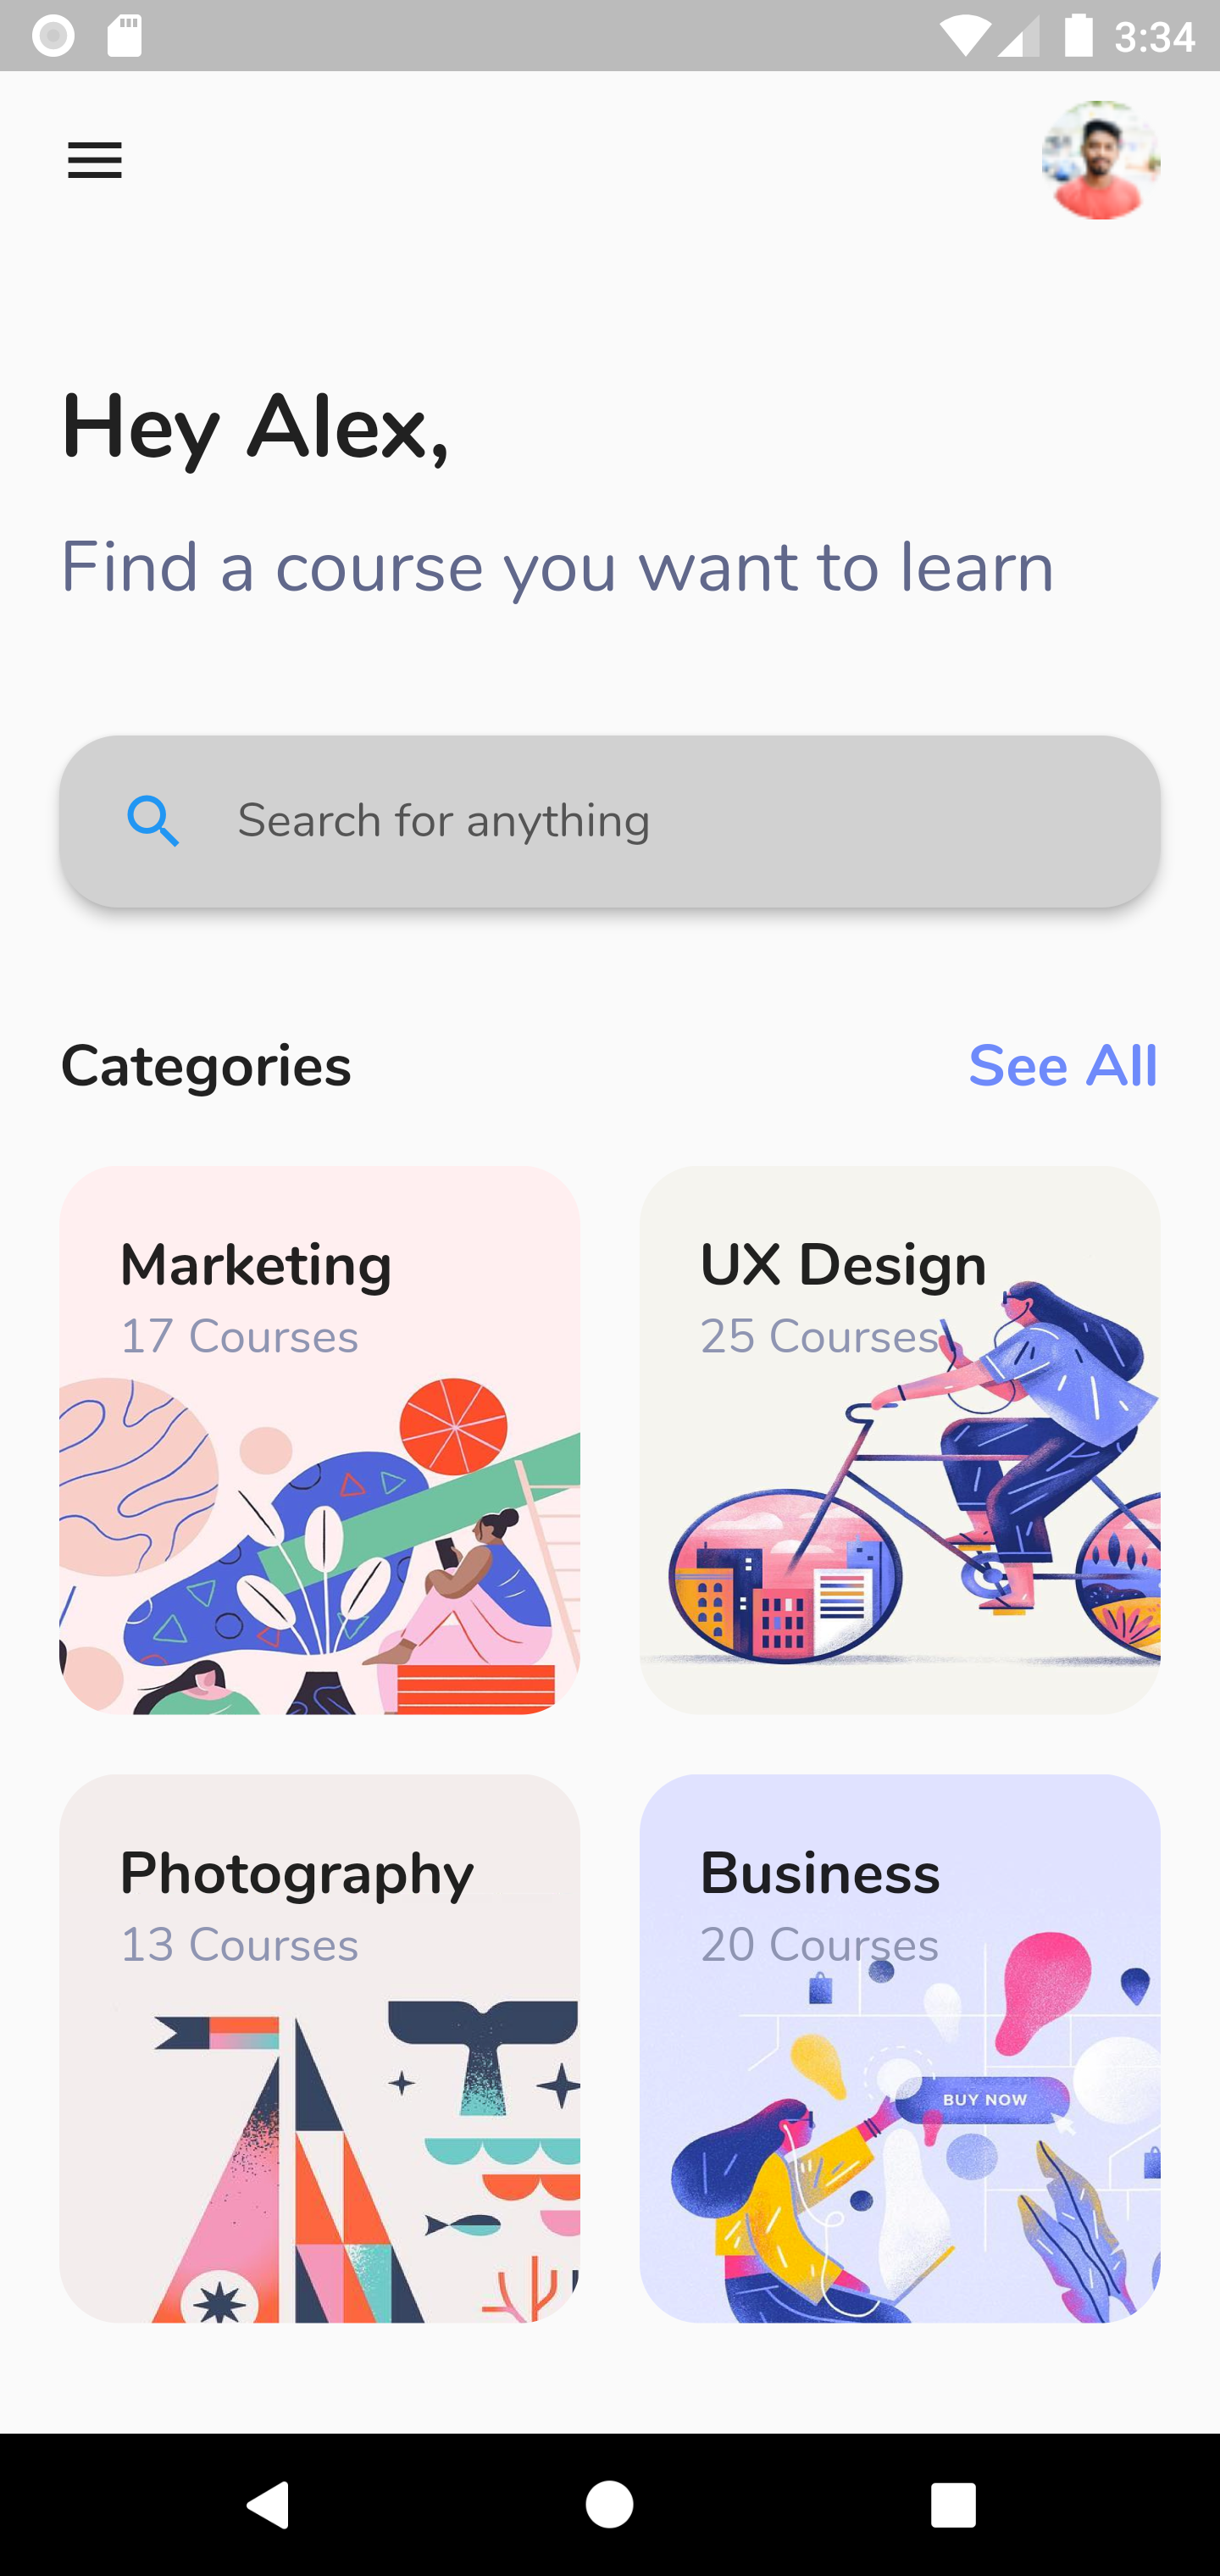 3:34
Hey Alex,
Find a course you want to learn
Search for anything
Categories
See All
Marketing
17 Courses
UX Design
25 Courses
Photography
13 Courses
Business
20 Courses
BUY NOW